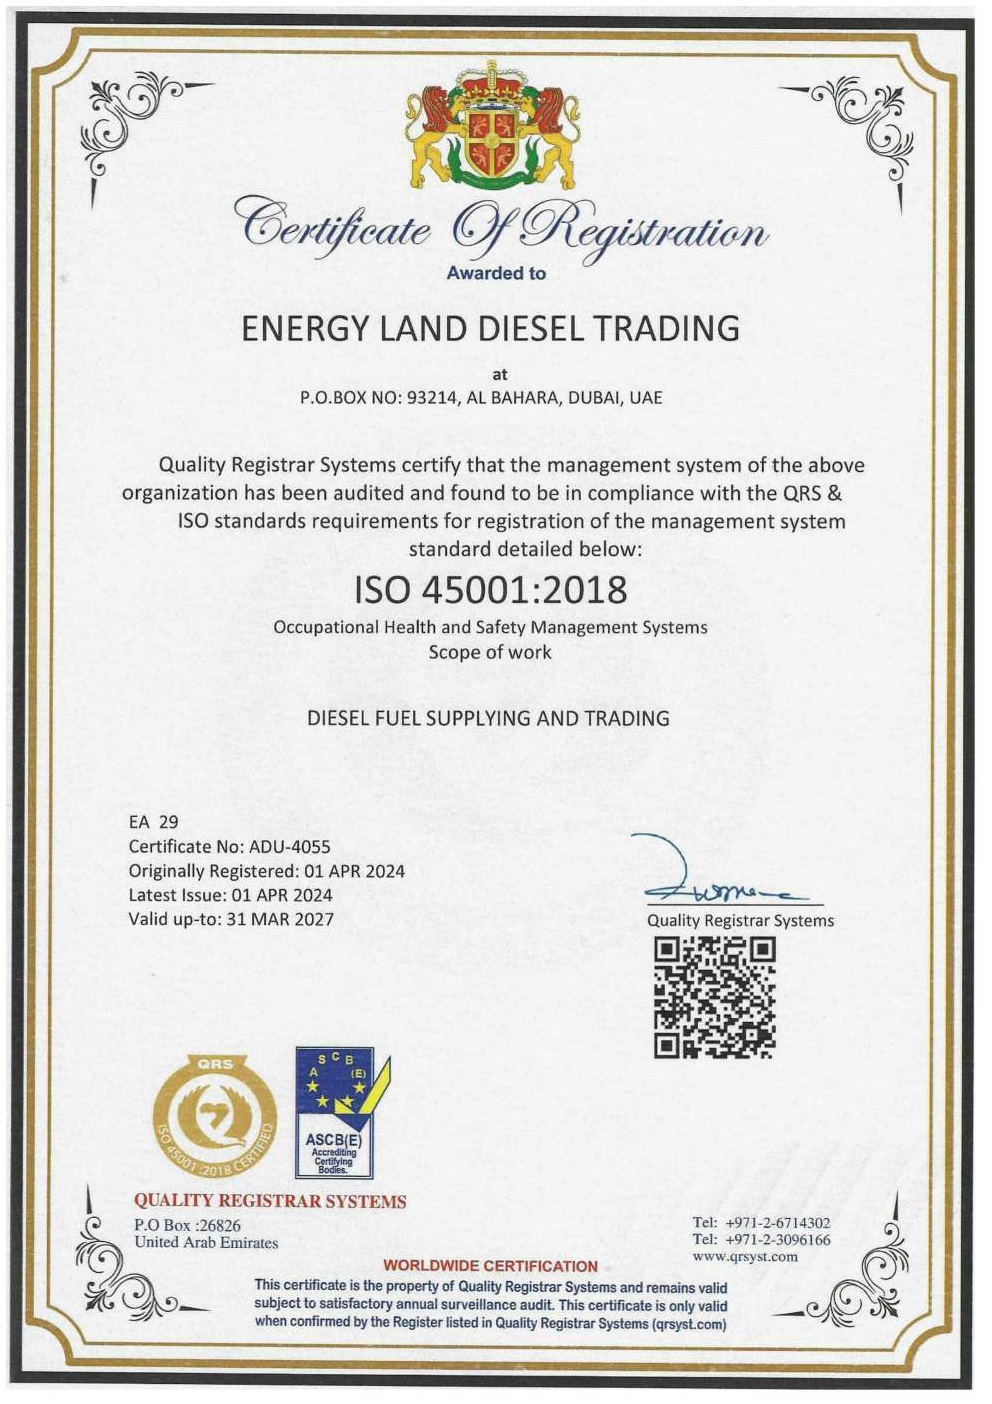 Certificate Of Registration
Awarded to
ENERGY LAND DIESEL TRADING
at
P.O.BOX NO: 93214, AL BAHARA, DUBAI, UAE
Quality Registrar Systems certify that the management system of the above
organization has been audited and found to be in compliance with the QRS &
ISO standards requirements for registration of the management system
standard detailed below:
ISO 45001:2018
Occupational Health and Safety Management Systems
Scope of work
DIESEL FUEL SUPPLYING AND TRADING
EA 29
Certificate No: ADU-4055
Originally Registered: 01 APR 2024
Latest Issue: 01 APR 2024
Valid up-to: 31 MAR 2027
Quality Registrar Systems
QRS
ISO 45001:2018 CERTIFIED
A S C B (E)
ASCB(E)
Accrediting
Certifying
Bodies.
QUALITY REGISTRAR SYSTEMS
P.O Box :26826
United Arab Emirates
Tel: +971-2-6714302
Tel: +971-2-3096166
www.qrsyst.com
WORLDWIDE CERTIFICATION
This certificate is the property of Quality Registrar Systems and remains valid
subject to satisfactory annual surveillance audit. This certificate is only valid
when confirmed by the Register listed in Quality Registrar Systems (qrsyst.com)